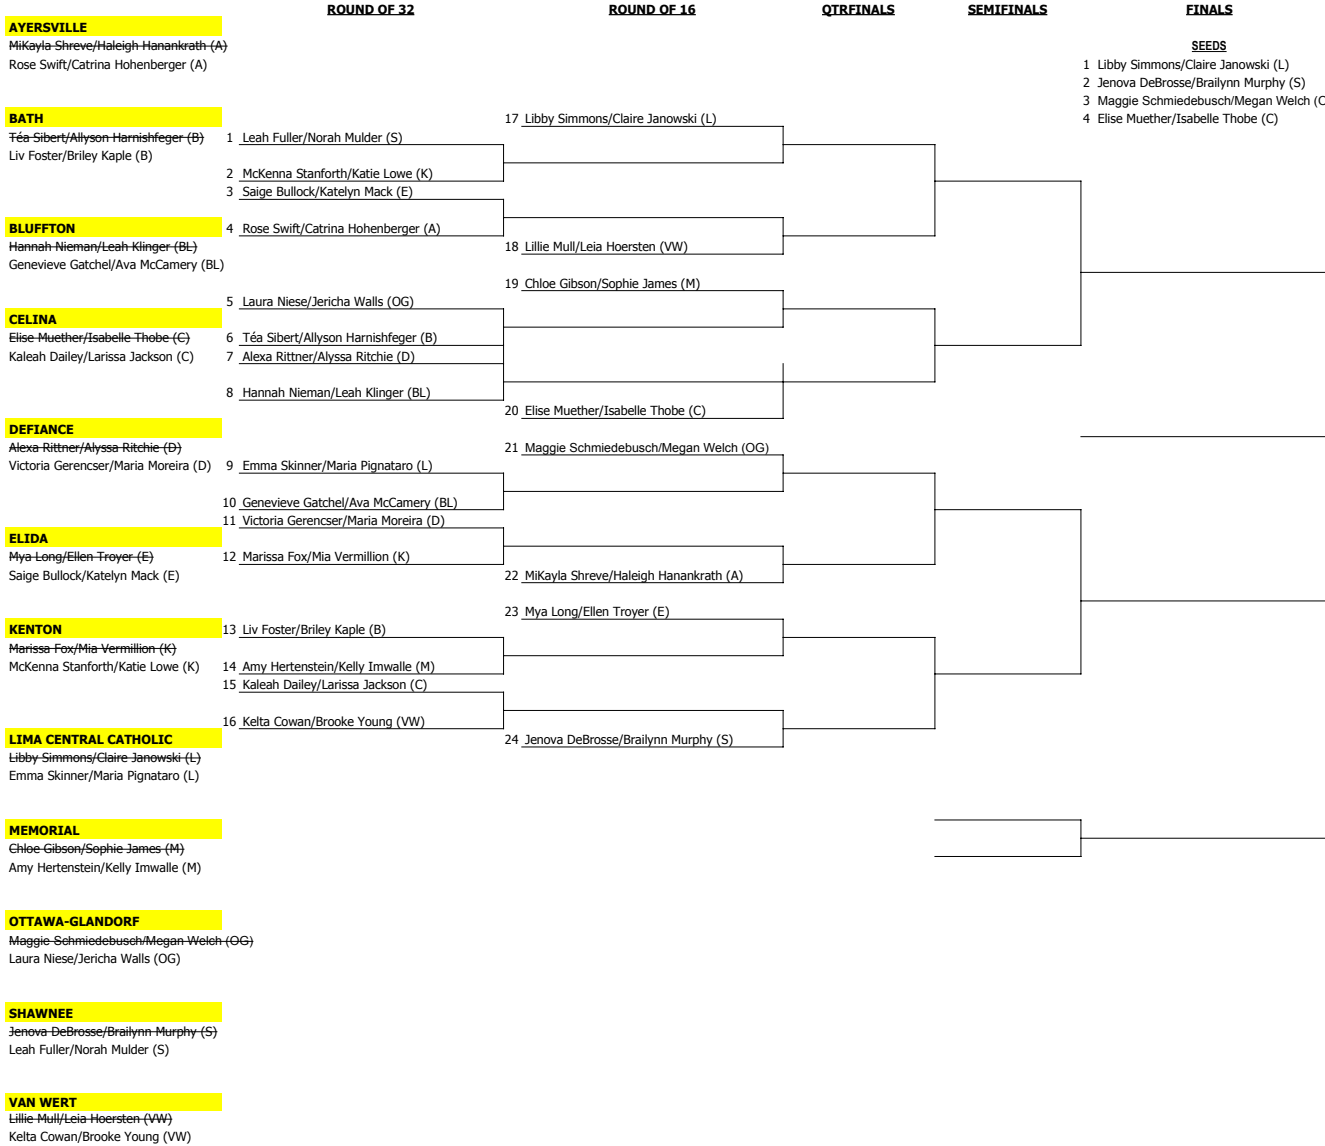 ROUND OF 32 ROUND OF 16 QTRFINALS SEMIFINALS FINALS
AYERSVILLE
MiKayla Shreve/Haleigh Hanankrath (A)
Rose Swift/Catrina Hohenberger (A)
SEEDS
1 Libby Simmons/Claire Janowski (L)
2 Jenova DeBrosse/Brailynn Murphy (S)
3 Maggie Schmiedebusch/Megan Welch (O
4 Elise Muether/Isabelle Thobe (C)
BATH
Téa Sibert/Allyson Harnishfeger (B)
Liv Foster/Briley Kaple (B)
BLUFFTON
Hannah Nieman/Leah Klinger (BL)
Genevieve Gatchel/Ava McCamery (BL)
CELINA
Elise Muether/Isabelle Thobe (C)
Kaleah Dailey/Larissa Jackson (C)
DEFIANCE
Alexa Rittner/Alyssa Ritchie (D)
Victoria Gerencser/Maria Moreira (D)
ELIDA
Mya Long/Ellen Troyer (E)
Saige Bullock/Katelyn Mack (E)
KENTON
Marissa Fox/Mia Vermillion (K)
McKenna Stanforth/Katie Lowe (K)
LIMA CENTRAL CATHOLIC
Libby Simmons/Claire Janowski (L)
Emma Skinner/Maria Pignataro (L)
MEMORIAL
Chloe Gibson/Sophie James (M)
Amy Hertenstein/Kelly Imwalle (M)
OTTAWA-GLANDORF
Maggie Schmiedebusch/Megan Welch (OG)
Laura Niese/Jericha Walls (OG)
SHAWNEE
Jenova DeBrosse/Brailynn Murphy (S)
Leah Fuller/Norah Mulder (S)
VAN WERT
Lillie Mull/Leia Hoersten (VW)
Kelta Cowan/Brooke Young (VW)
1 Leah Fuller/Norah Mulder (S)
2 McKenna Stanforth/Katie Lowe (K)
3 Saige Bullock/Katelyn Mack (E)
4 Rose Swift/Catrina Hohenberger (A)
5 Laura Niese/Jericha Walls (OG)
6 Téa Sibert/Allyson Harnishfeger (B)
7 Alexa Rittner/Alyssa Ritchie (D)
8 Hannah Nieman/Leah Klinger (BL)
9 Emma Skinner/Maria Pignataro (L)
10 Genevieve Gatchel/Ava McCamery (BL)
11 Victoria Gerencser/Maria Moreira (D)
12 Marissa Fox/Mia Vermillion (K)
13 Liv Foster/Briley Kaple (B)
14 Amy Hertenstein/Kelly Imwalle (M)
15 Kaleah Dailey/Larissa Jackson (C)
16 Kelta Cowan/Brooke Young (VW)
17 Libby Simmons/Claire Janowski (L)
18 Lillie Mull/Leia Hoersten (VW)
19 Chloe Gibson/Sophie James (M)
20 Elise Muether/Isabelle Thobe (C)
21 Maggie Schmiedebusch/Megan Welch (OG)
22 MiKayla Shreve/Haleigh Hanankrath (A)
23 Mya Long/Ellen Troyer (E)
24 Jenova DeBrosse/Brailynn Murphy (S)